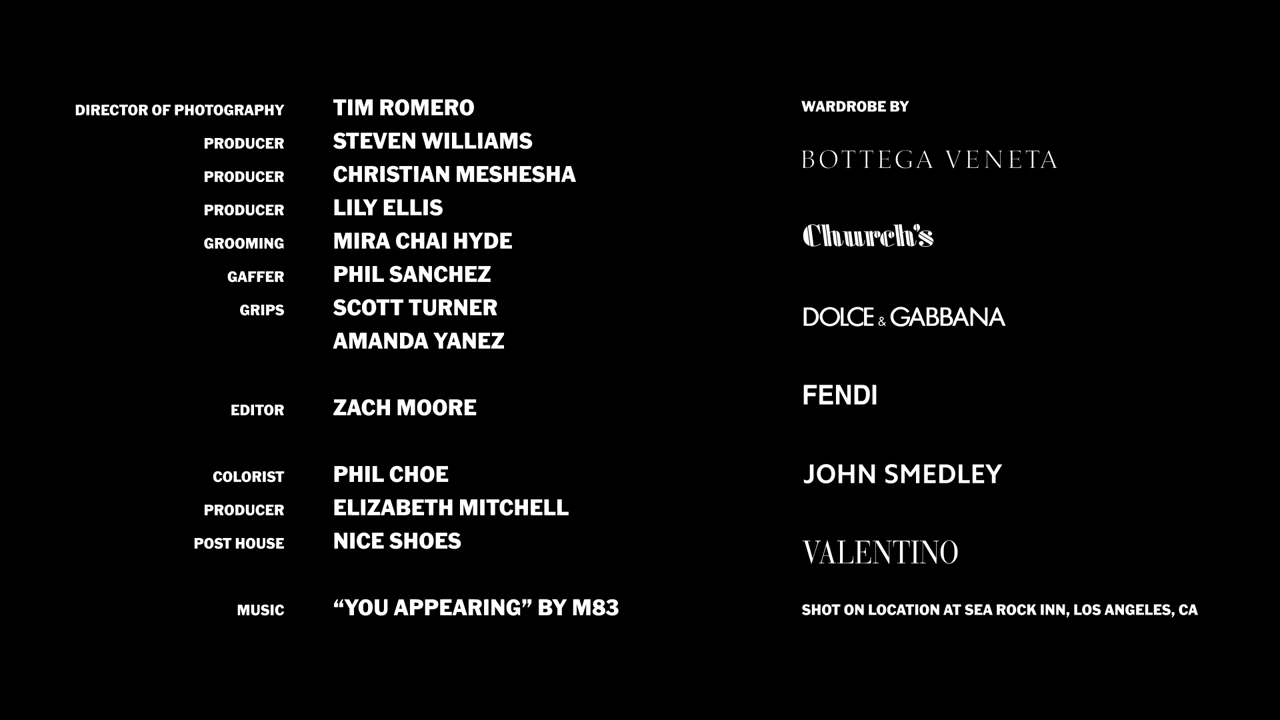 DIRECTOR OF PHOTOGRAPHY TIM ROMERO
PRODUCER STEVEN WILLIAMS
PRODUCER CHRISTIAN MESHESHA
PRODUCER LILY ELLIS
GROOMING MIRA CHAI HYDE
GAFFER PHIL SANCHEZ
GRIPS SCOTT TURNER
AMANDA YANEZ
EDITOR ZACH MOORE
COLORIST PHIL CHOE
PRODUCER ELIZABETH MITCHELL
POST HOUSE NICE SHOES
MUSIC “YOU APPEARING” BY M83
WARDROBE BY
BOTTEGA VENETA
Church's
DOLCE & GABBANA
FENDI
JOHN SMEDLEY
VALENTINO
SHOT ON LOCATION AT SEA ROCK INN, LOS ANGELES, CA